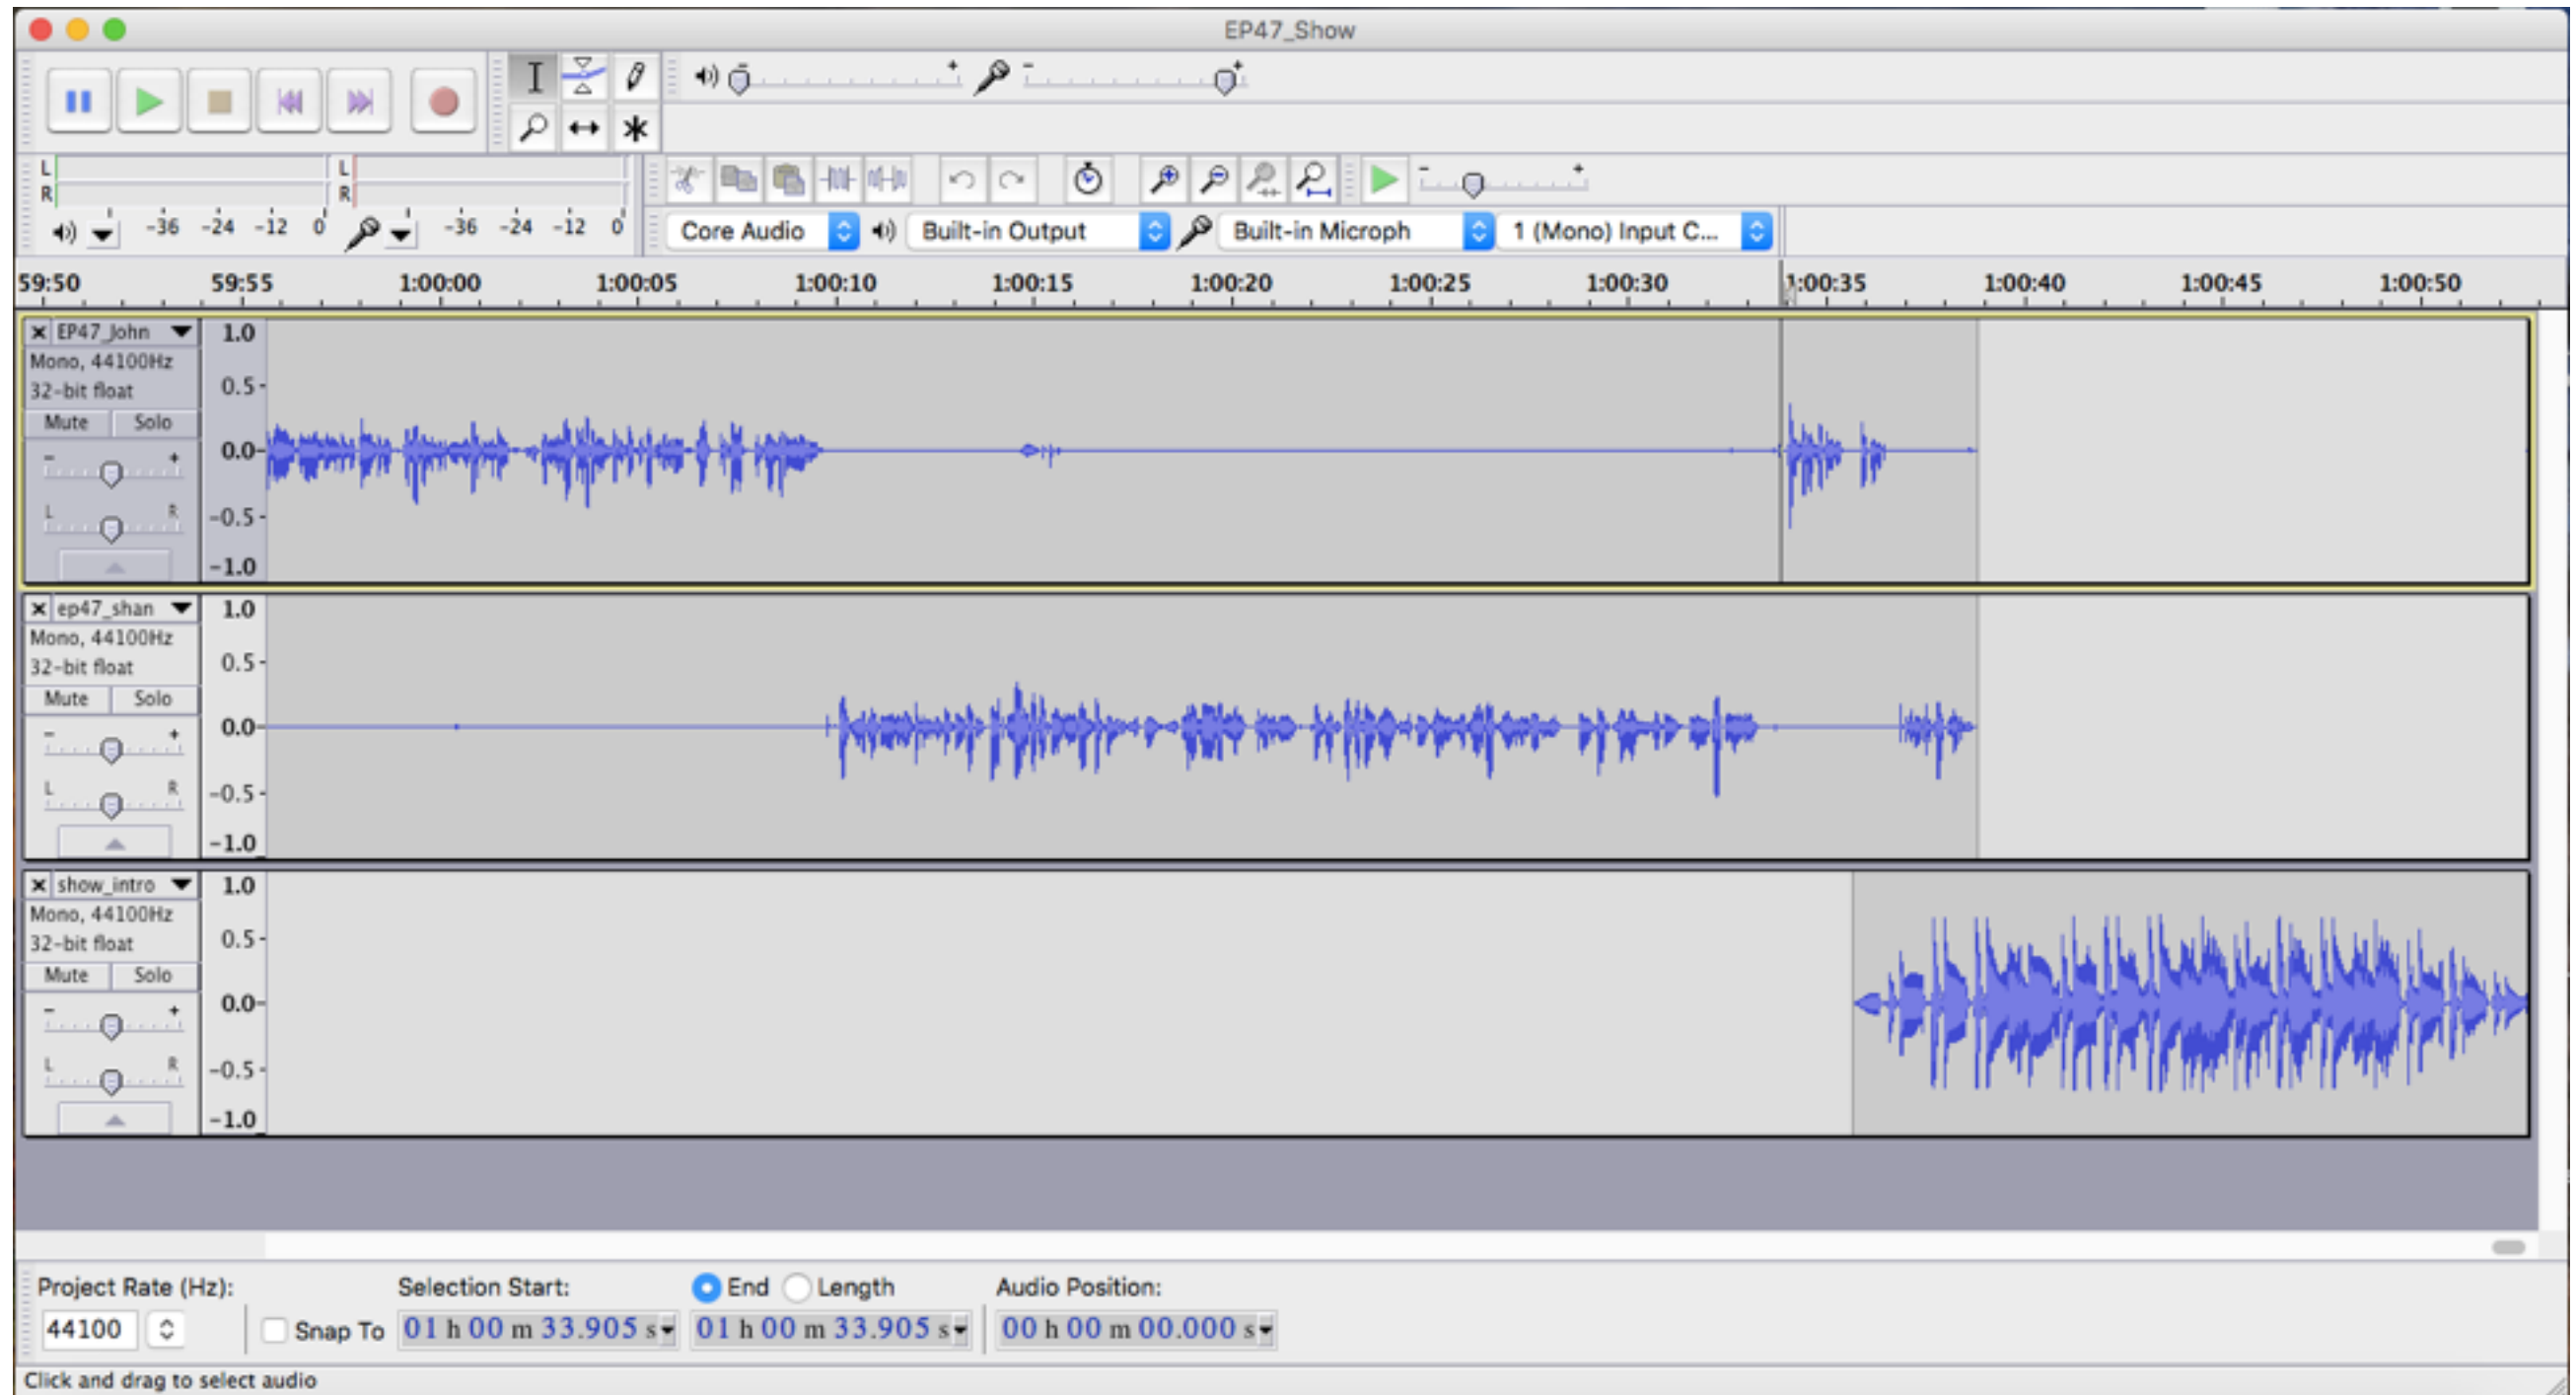 EP47_Show
L L
R R
-36 -24 -12 0 -36 -24 -12 0
Core Audio Built-in Output Built-in Microph 1 (Mono) Input C...
59:50 59:55 1:00:00 1:00:05 1:00:10 1:00:15 1:00:20 1:00:25 1:00:30 1:00:35 1:00:40 1:00:45 1:00:50
EP47_John 1.0
Mono, 44100Hz
32-bit float 0.5
Mute Solo
0.0
- +
L R -0.5
-1.0
ep47_shan 1.0
Mono, 44100Hz
32-bit float 0.5
Mute Solo
0.0
- +
L R -0.5
-1.0
show_intro 1.0
Mono, 44100Hz
32-bit float 0.5
Mute Solo
0.0
- +
L R -0.5
-1.0
Project Rate (Hz): Selection Start: End Length Audio Position:
44100 Snap To 01 h 00 m 33.905 s 01 h 00 m 33.905 s 00 h 00 m 00.000 s
Click and drag to select audio